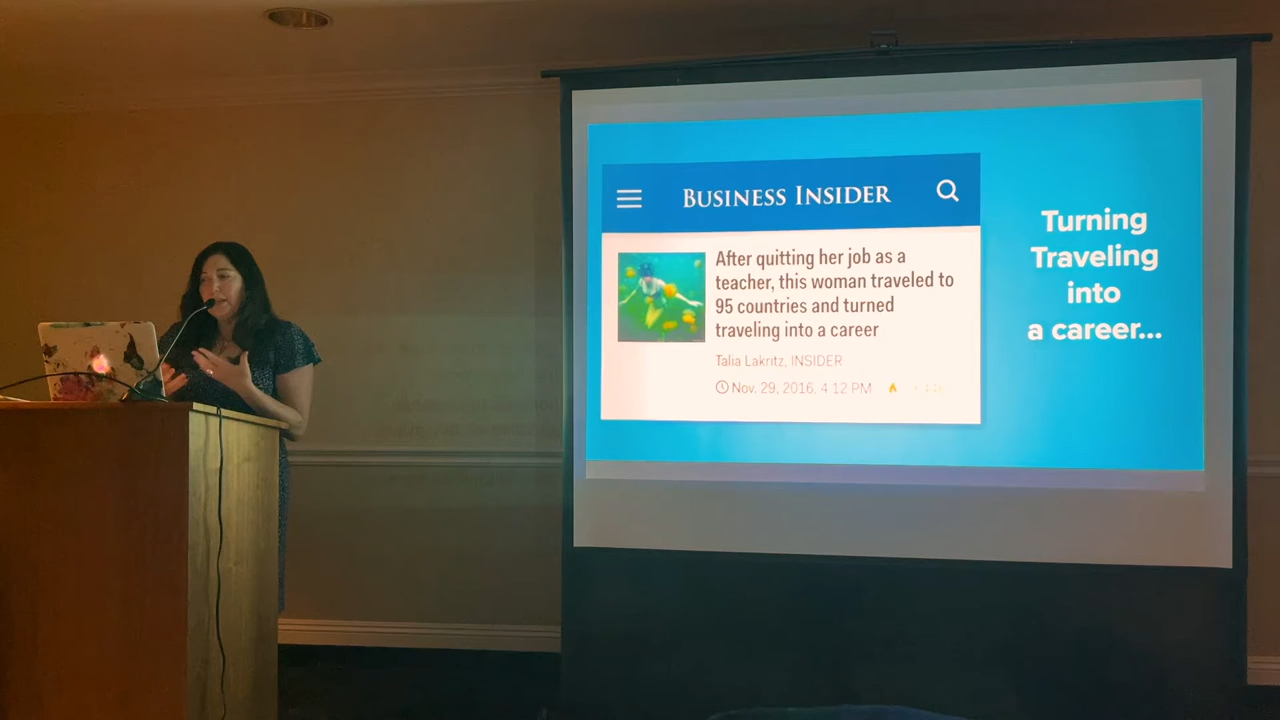 BUSINESS INSIDER
After quitting her job as a
teacher, this woman traveled to
95 countries and turned
traveling into a career
Talia Lakritz, INSIDER
Nov. 29, 2016, 4:12 PM
Turning
Traveling
into
a career...